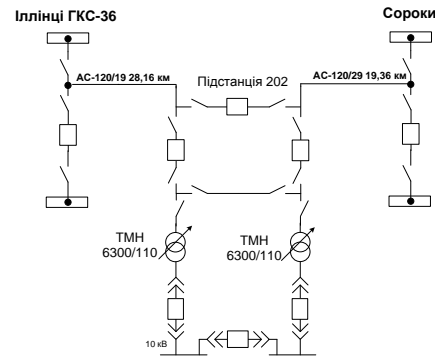 Іллінці ГКС-36
Сороки
АС-120/19 28,16 км
АС-120/29 19,36 км
Підстанція 202
ТМН
6300/110
ТМН
6300/110
10 кВ